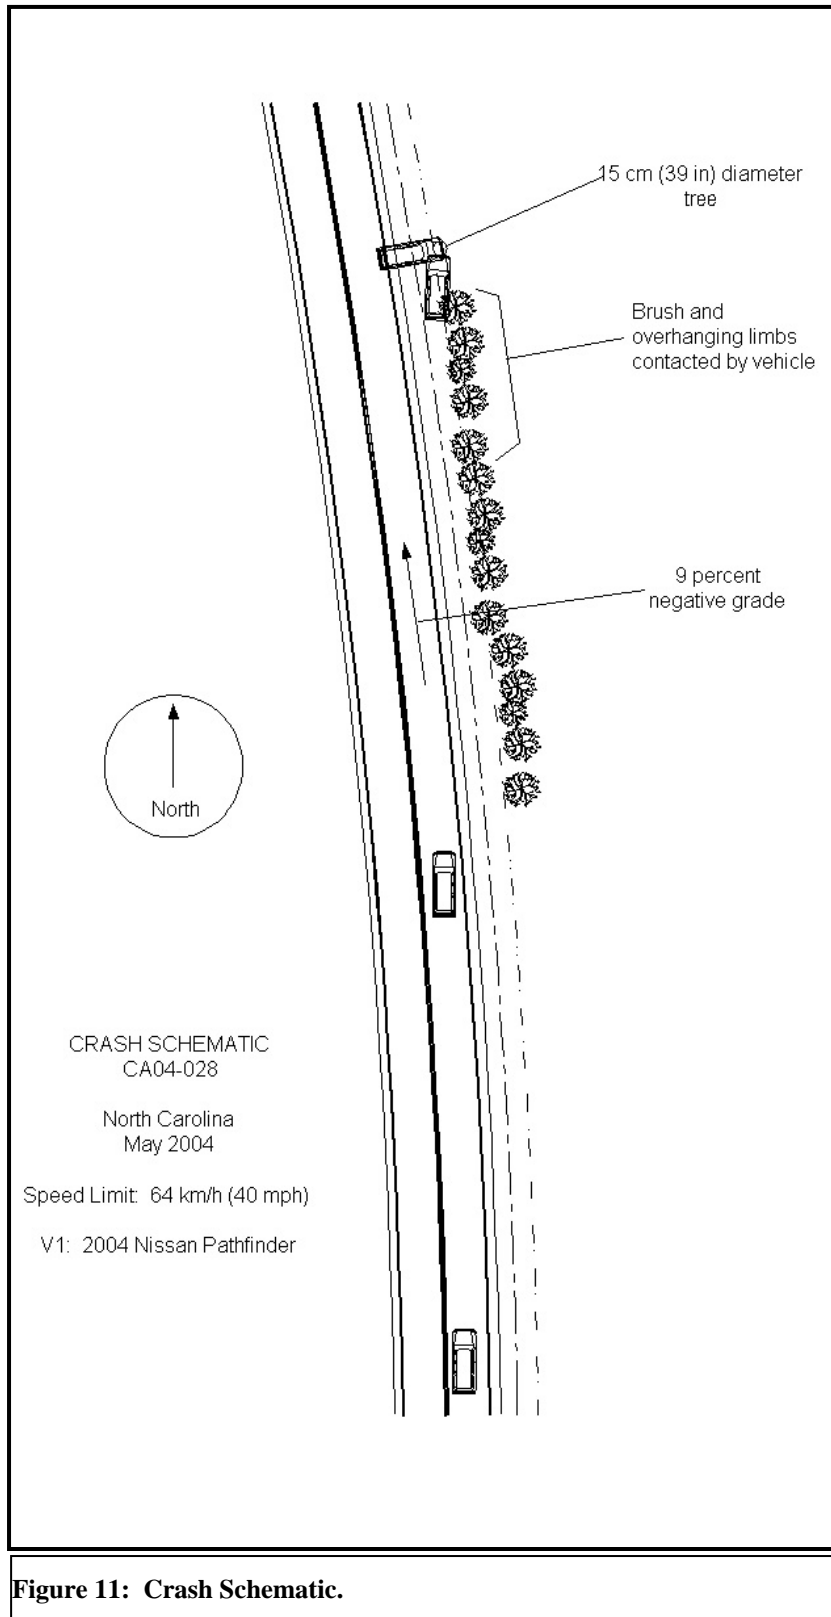 15 cm (39 in) diameter
tree
Brush and
overhanging limbs
contacted by vehicle
9 percent
negative grade
North
CRASH SCHEMATIC
CA04-028
North Carolina
May 2004
Speed Limit:  64 km/h (40 mph)
V1:  2004 Nissan Pathfinder
Figure 11:  Crash Schematic.